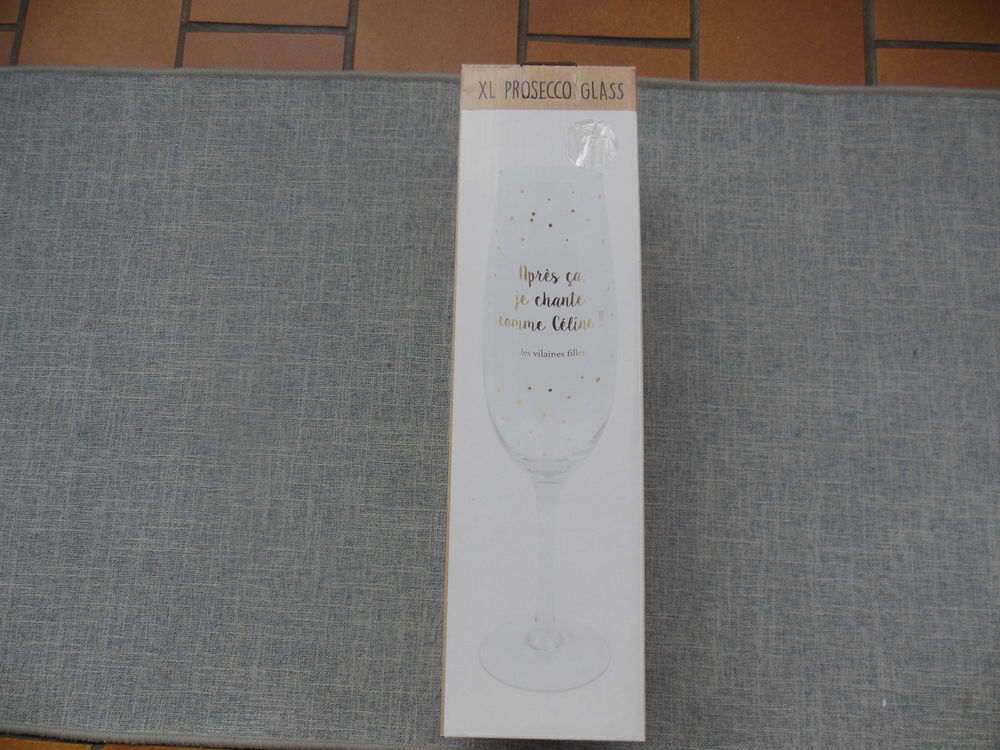 XL PROSECCO GLASS
Après ça,
je chante
comme Céline !!
les vilaines filles